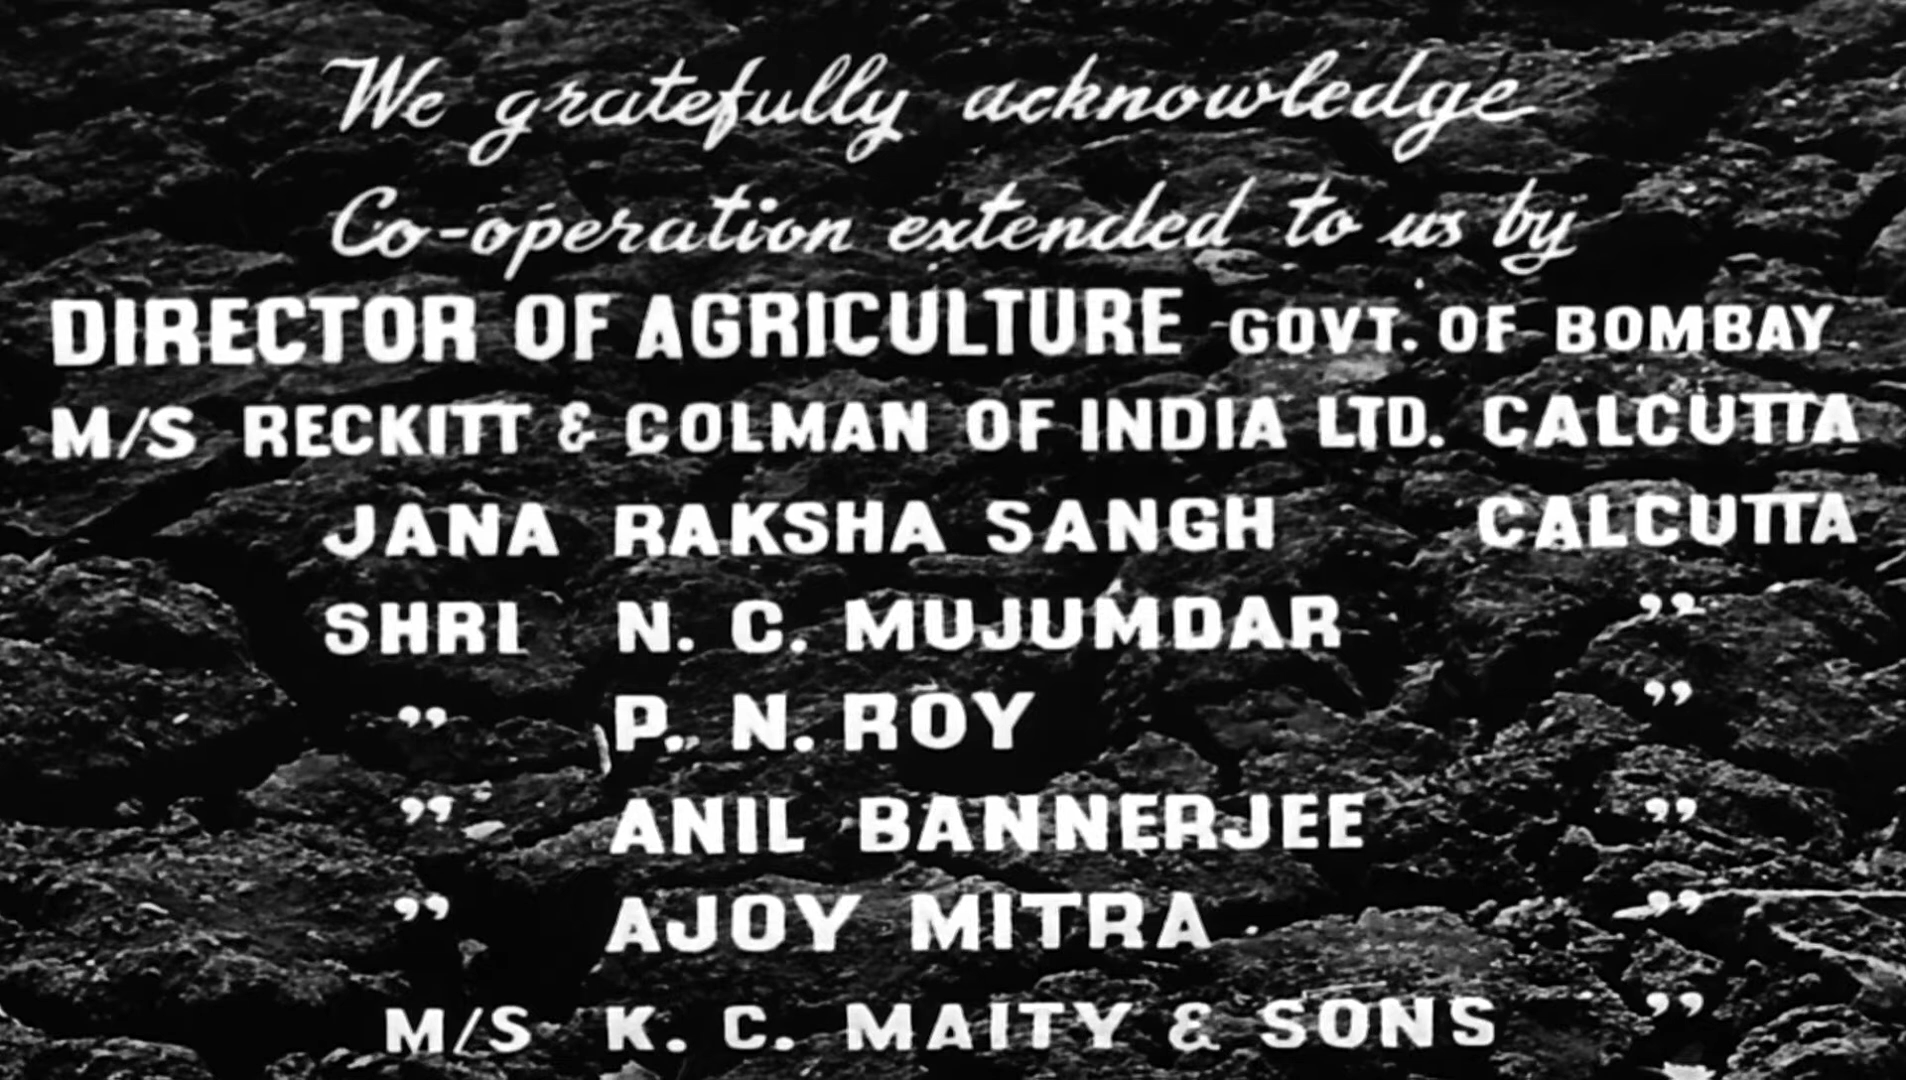 We gratefully acknowledge
Co-operation extended to us by
DIRECTOR OF AGRICULTURE GOVT. OF BOMBAY.
M/S RECKITT & COLMAN OF INDIA LTD. CALCUTTA
JANA RAKSHA SANGH CALCUTTA
SHRI N. C. MUJUMDAR ”
” P. N. ROY ”
” ANIL BANNERJEE ”
” AJOY MITRA ”
M/S K. C. MAITY & SONS ”